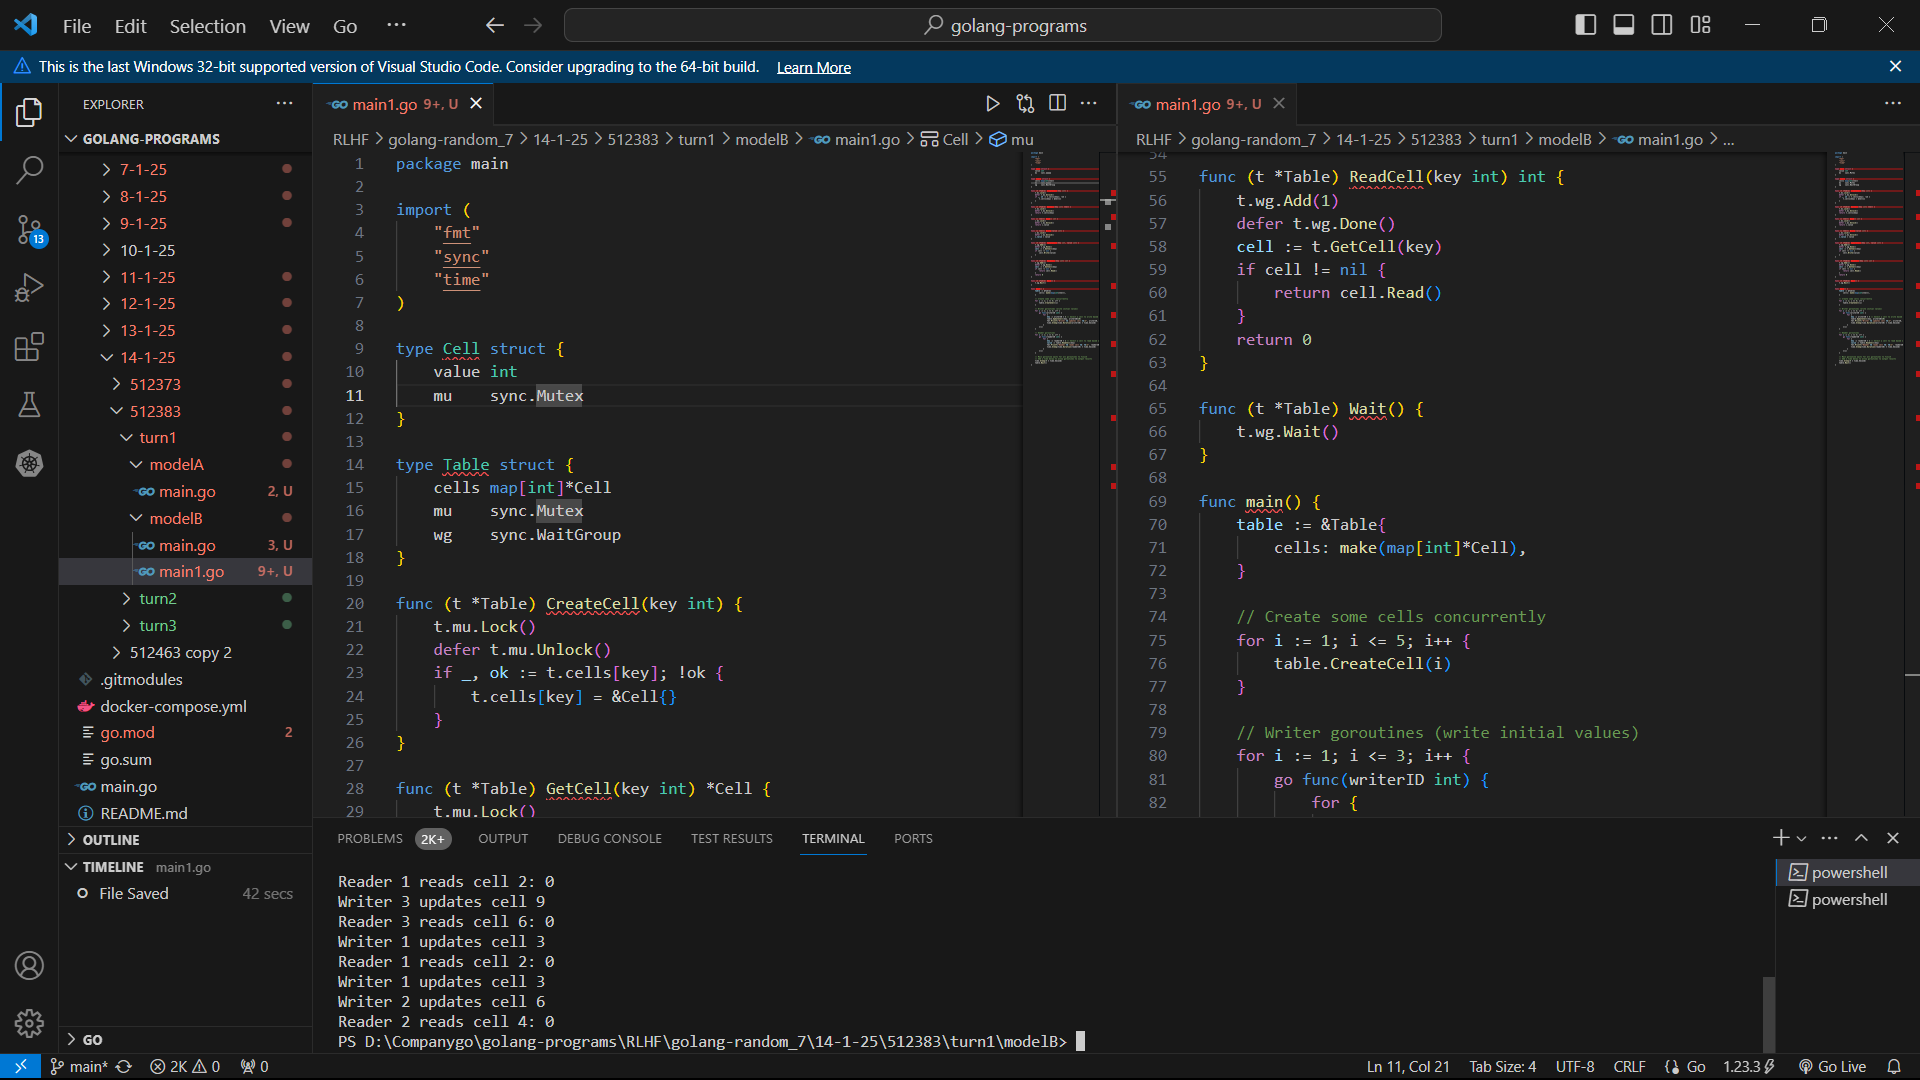 File Edit Selection View Go ··· golang-programs
This is the last Windows 32-bit supported version of Visual Studio Code. Consider upgrading to the 64-bit build. Learn More
EXPLORER
GOLANG-PROGRAMS
7-1-25
8-1-25
9-1-25
10-1-25
11-1-25
12-1-25
13-1-25
14-1-25
512373
512383
turn1
modelA
main.go 2, U
modelB
main.go 3, U
main1.go 9+, U
turn2
turn3
512463 copy 2
.gitmodules
docker-compose.yml
go.mod 2
go.sum
main.go
README.md
OUTLINE
TIMELINE main1.go
File Saved 42 secs
GO
13
main1.go 9+, U
RLHF > golang-random_7 > 14-1-25 > 512383 > turn1 > modelB > main1.go > Cell > mu
1 package main
2
3 import (
4 "fmt"
5 "sync"
6 "time"
7 )
8
9 type Cell struct {
10 value int
11 mu sync.Mutex
12 }
13
14 type Table struct {
15 cells map[int]*Cell
16 mu sync.Mutex
17 wg sync.WaitGroup
18 }
19
20 func (t *Table) CreateCell(key int) {
21 t.mu.Lock()
22 defer t.mu.Unlock()
23 if _, ok := t.cells[key]; !ok {
24 t.cells[key] = &Cell{}
25 }
26 }
27
28 func (t *Table) GetCell(key int) *Cell {
29 t.mu.Lock()
main1.go 9+, U
RLHF > golang-random_7 > 14-1-25 > 512383 > turn1 > modelB > main1.go > ...
54
55 func (t *Table) ReadCell(key int) int {
56 t.wg.Add(1)
57 defer t.wg.Done()
58 cell := t.GetCell(key)
59 if cell != nil {
60 return cell.Read()
61 }
62 return 0
63 }
64
65 func (t *Table) Wait() {
66 t.wg.Wait()
67 }
68
69 func main() {
70 table := &Table{
71 cells: make(map[int]*Cell),
72 }
73
74 // Create some cells concurrently
75 for i := 1; i <= 5; i++ {
76 table.CreateCell(i)
77 }
78
79 // Writer goroutines (write initial values)
80 for i := 1; i <= 3; i++ {
81 go func(writerID int) {
82 for {
PROBLEMS 2K+ OUTPUT DEBUG CONSOLE TEST RESULTS TERMINAL PORTS
Reader 1 reads cell 2: 0
Writer 3 updates cell 9
Reader 3 reads cell 6: 0
Writer 1 updates cell 3
Reader 1 reads cell 2: 0
Writer 1 updates cell 3
Writer 2 updates cell 6
Reader 2 reads cell 4: 0
PS D:\Companygo\golang-programs\RLHF\golang-random_7\14-1-25\512383\turn1\modelB>
powershell
powershell
main* 2K 0 0 Ln 11, Col 21 Tab Size: 4 UTF-8 CRLF Go 1.23.3 Go Live